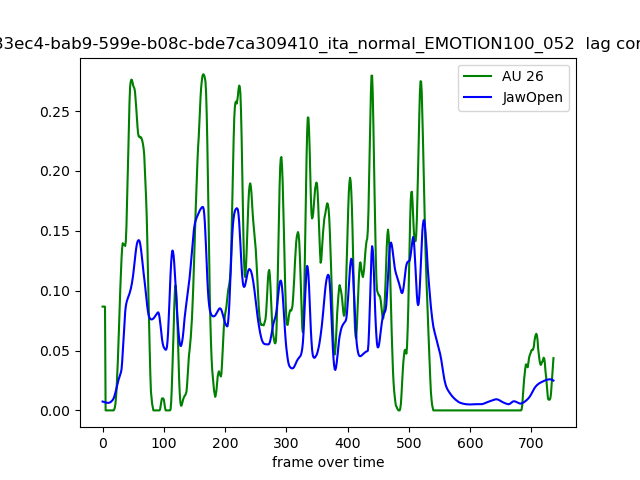 33ec4-bab9-599e-b08c-bde7ca309410_ita_normal_EMOTION100_052 lag cor
AU 26
JawOpen
0.25
0.20
0.15
0.10
0.05
0.00
0 100 200 300 400 500 600 700
frame over time